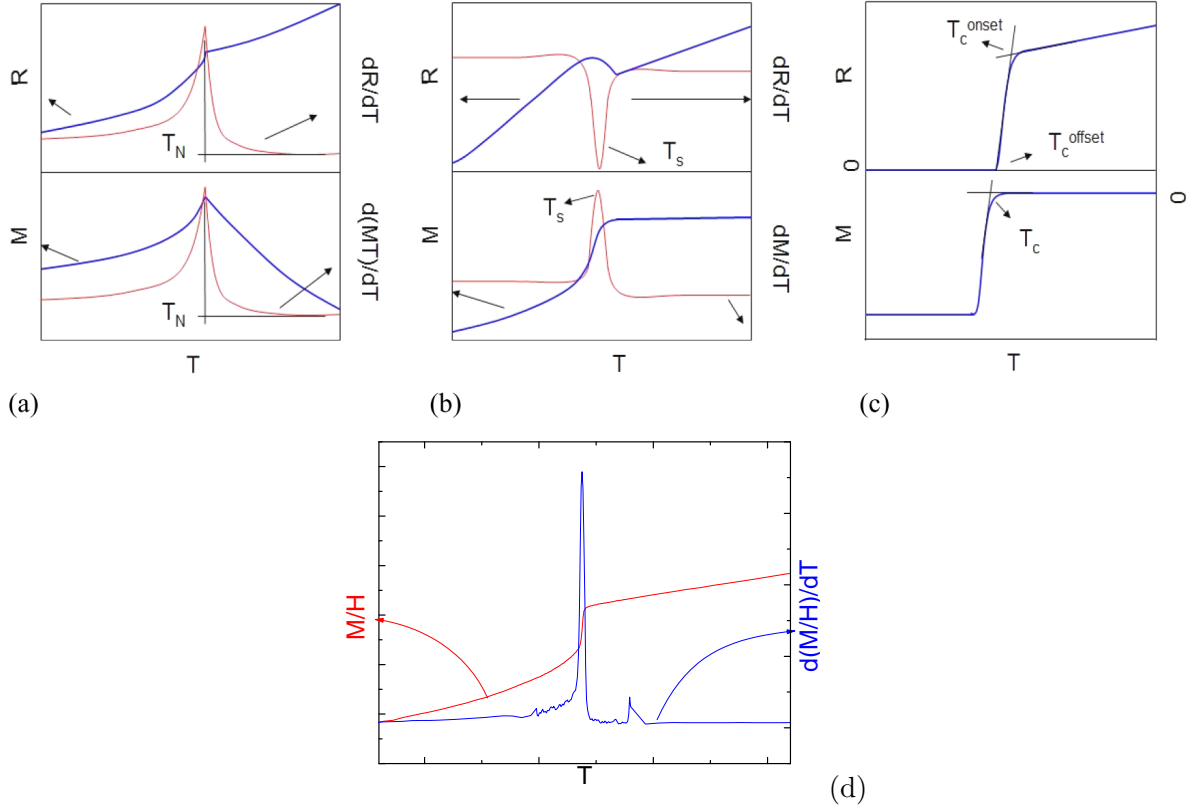 R
dR/dT
T_N
M
d(MT)/dT
T_N
T
(a)
R
dR/dT
T_s
M
dM/dT
T_s
T
(b)
R
T_c^onset
T_c^offset
0
M
0
T_c
T
(c)
M/H
d(M/H)/dT
T
(d)